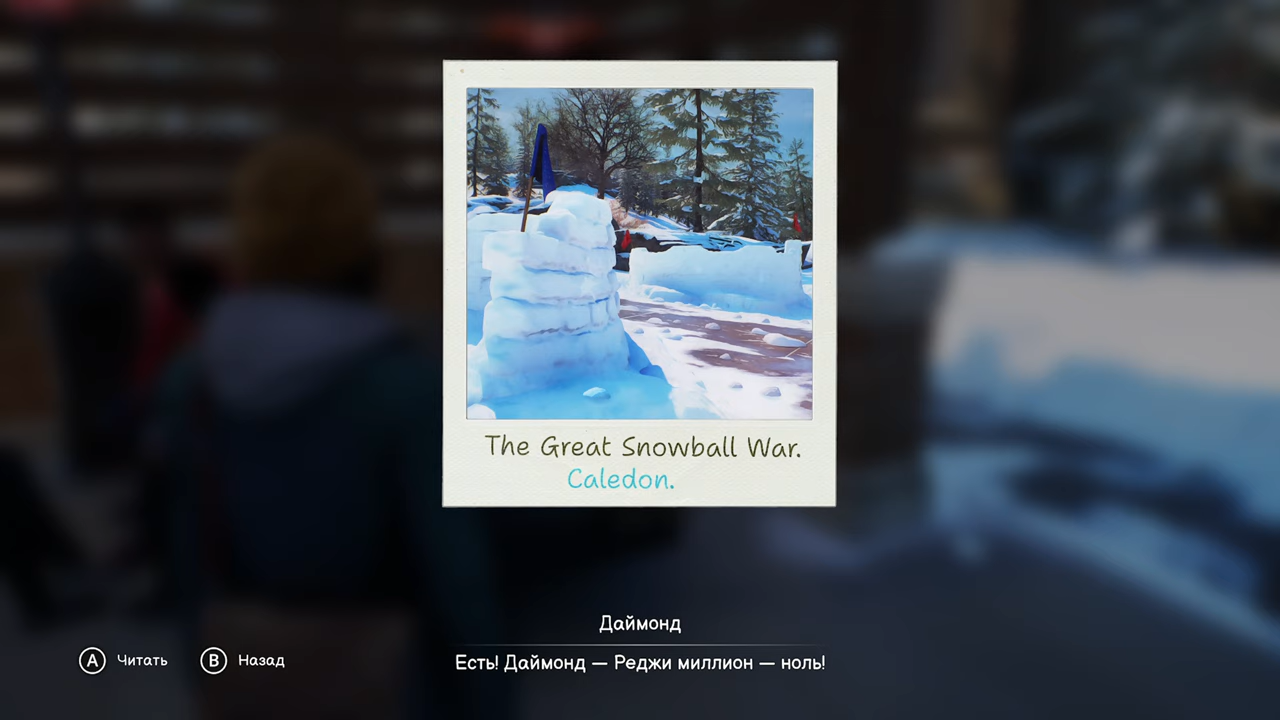 The Great Snowball War.
Caledon.
Даймонд
Есть! Даймонд — Реджи миллион — ноль!
A Читать B Назад